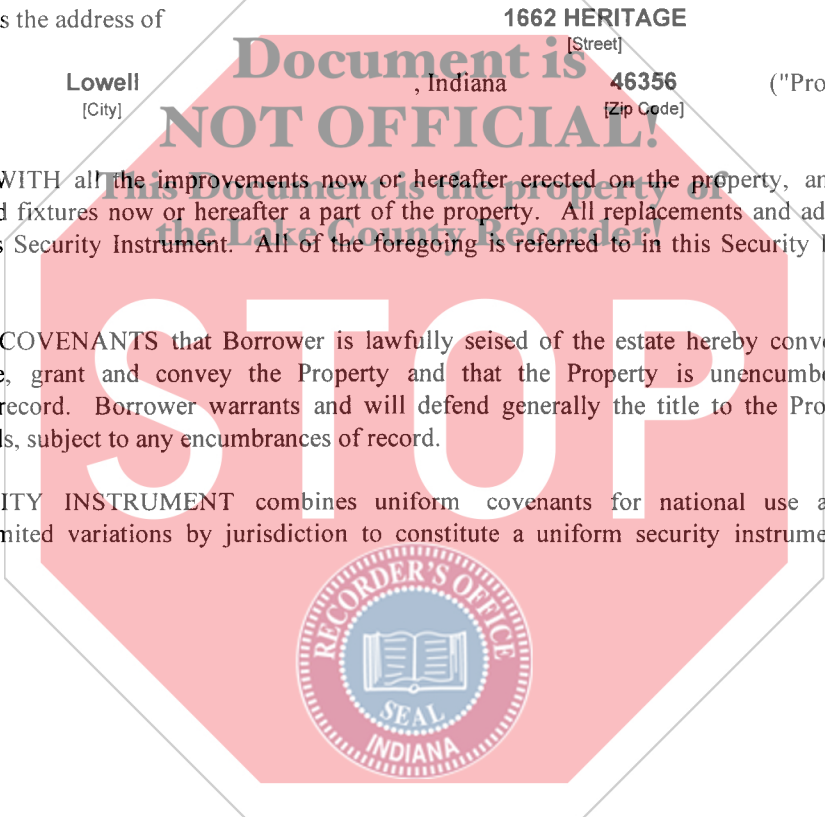 s the address of 1662 HERITAGE
[Street]
Lowell , Indiana 46356 ("Pro
[City] [Zip Code]
Document is
NOT OFFICIAL!
This Document is the property of
the Lake County Recorder!
WITH all the improvements now or hereafter erected on the property, an
d fixtures now or hereafter a part of the property. All replacements and ad
s Security Instrument. All of the foregoing is referred to in this Security I
COVENANTS that Borrower is lawfully seised of the estate hereby conve
e, grant and convey the Property and that the Property is unencumbe
record. Borrower warrants and will defend generally the title to the Pro
ls, subject to any encumbrances of record.
STOP
ITY INSTRUMENT combines uniform covenants for national use a
mited variations by jurisdiction to constitute a uniform security instrume
RECORDER'S OFFICE
SEAL
INDIANA